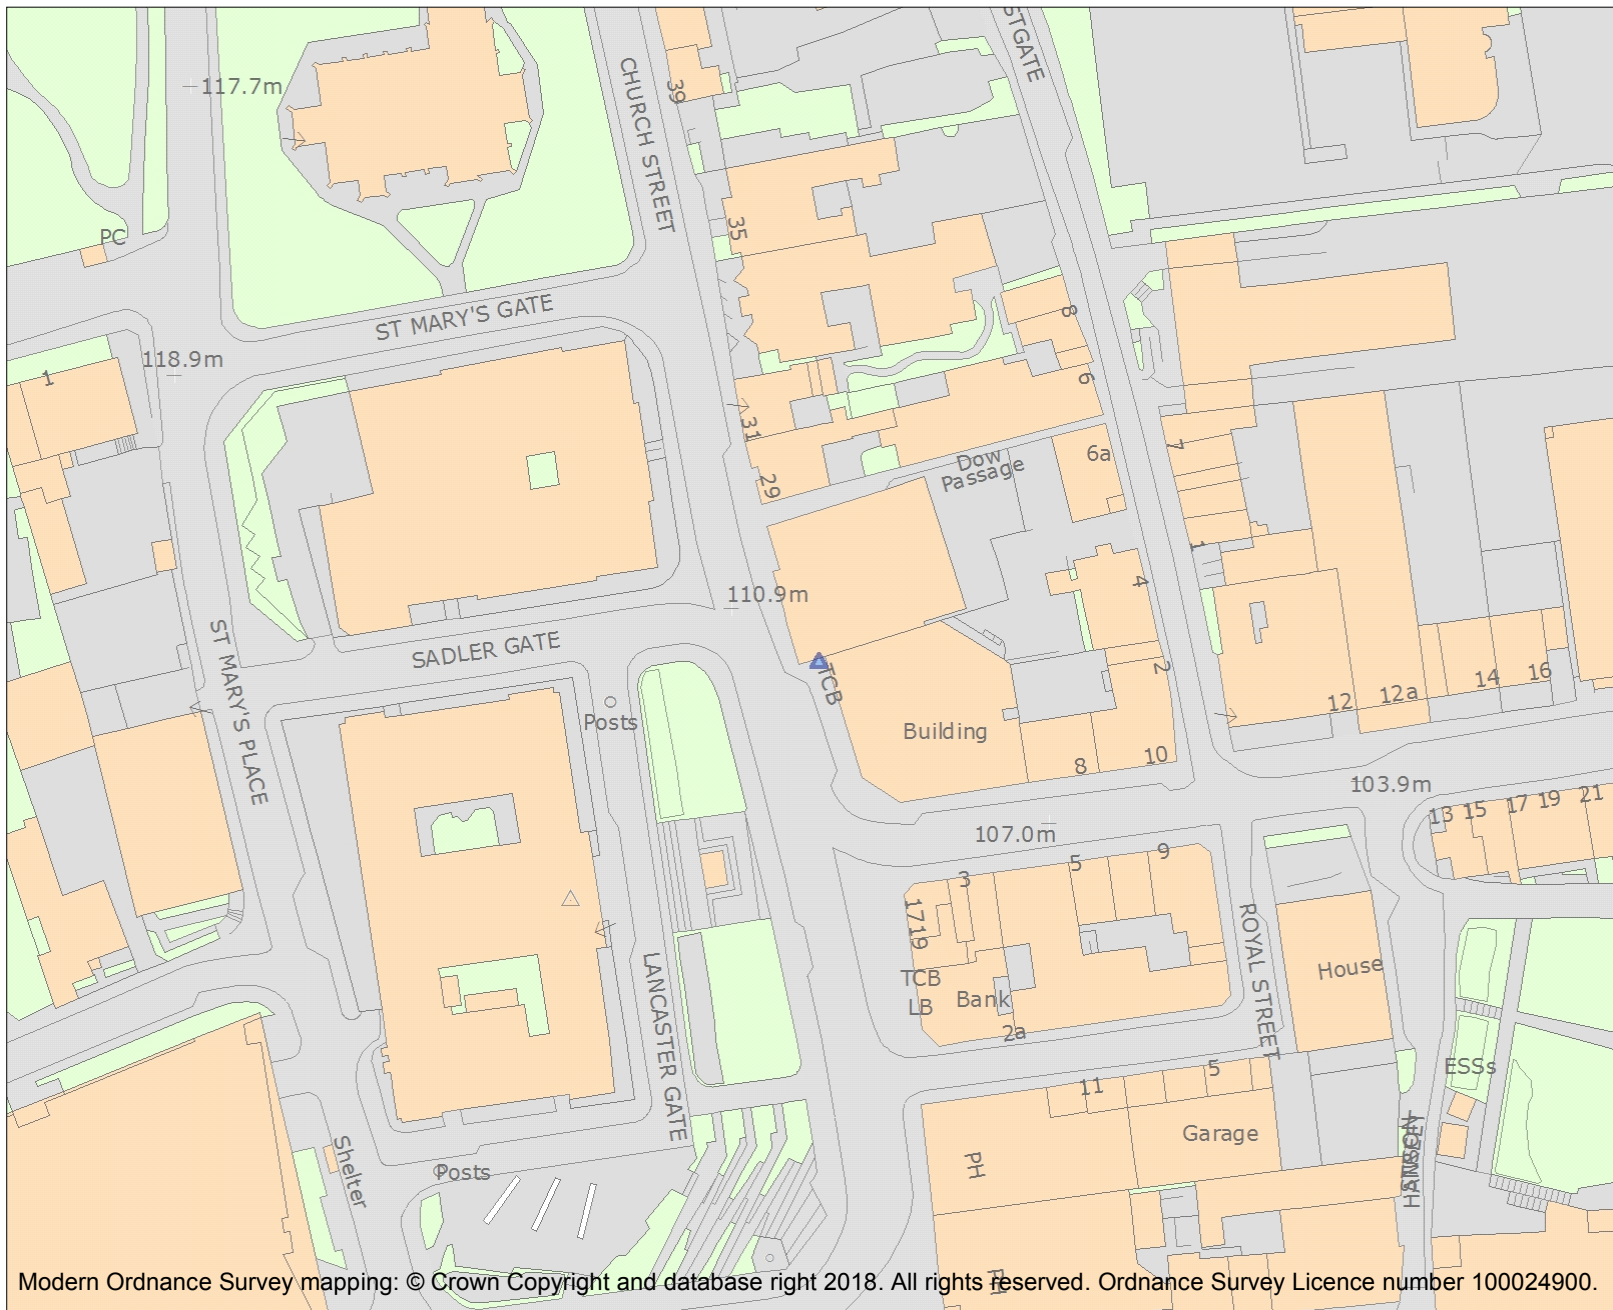 STGATE
117.7m
CHURCH STREET
39
35
PC
ST MARY'S GATE
8
118.9m
1
6
31
7
6a
Dow
Passage
29
1
4
110.9m
SADLER GATE
ST MARY'S PLACE
2
TCB
12
12a
14
16
Posts
Building
8
10
103.9m
13
15
17
19
21
107.0m
3
5
9
1719
ROYAL STREET
LANCASTER GATE
House
TCB
LB
Bank
2a
ESSs
5
11
Garage
PH
Shelter
Posts
PH
Modern Ordnance Survey mapping: © Crown Copyright and database right 2018. All rights reserved. Ordnance Survey Licence number 100024900.